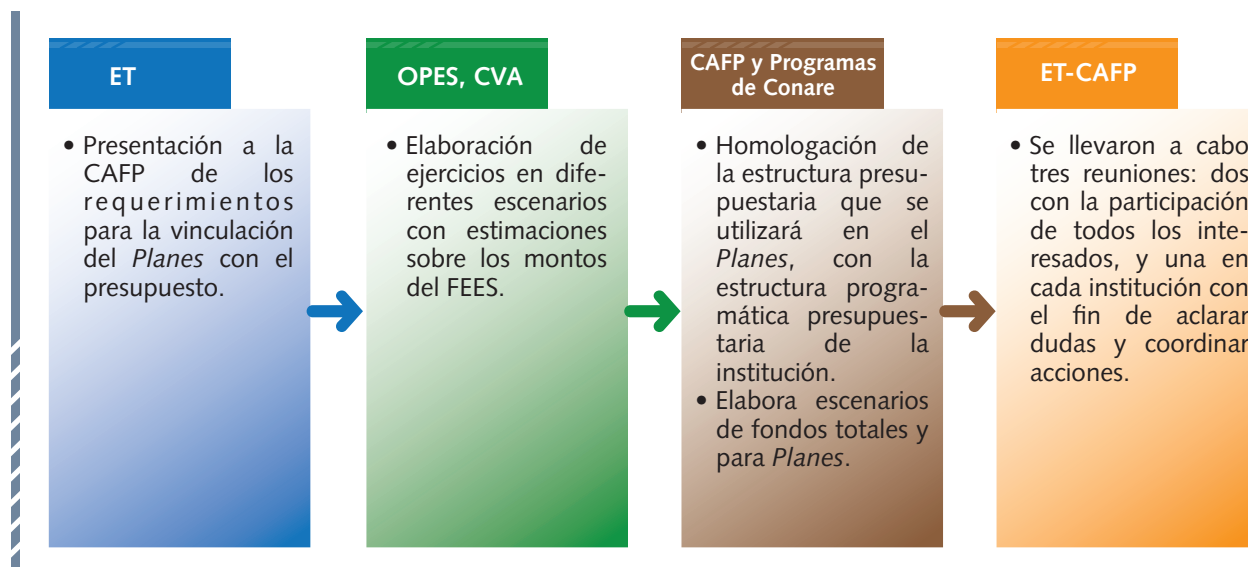 ET
• Presentación a la
CAFP de los
requerimientos
para la vinculación
del Planes con el
presupuesto.
OPES, CVA
• Elaboración de
ejercicios en dife-
rentes escenarios
con estimaciones
sobre los montos
del FEES.
CAFP y Programas
de Conare
• Homologación de
la estructura presu-
puestaria que se
utilizará en el
Planes, con la
estructura progra-
mática presupues-
taria de la
institución.
• Elabora escenarios
de fondos totales y
para Planes.
ET-CAFP
• Se llevaron a cabo
tres reuniones: dos
con la participación
de todos los inte-
resados, y una en
cada institución con
el fin de aclarar
dudas y coordinar
acciones.